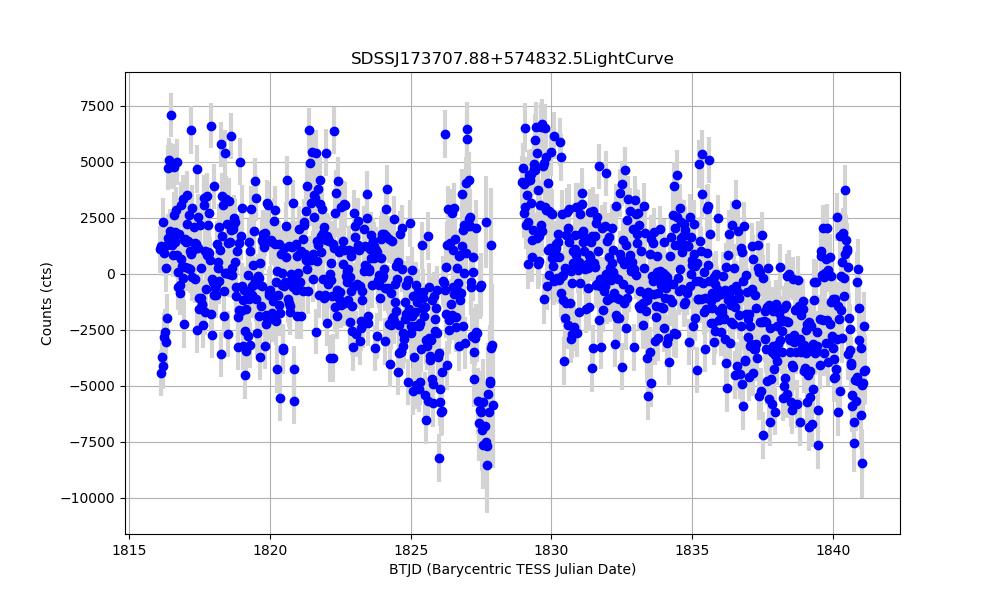 SDSSJ173707.88+574832.5LightCurve
7500
5000
2500
0
−2500
−5000
−7500
−10000
Counts (cts)
1815 1820 1825 1830 1835 1840
BTJD (Barycentric TESS Julian Date)